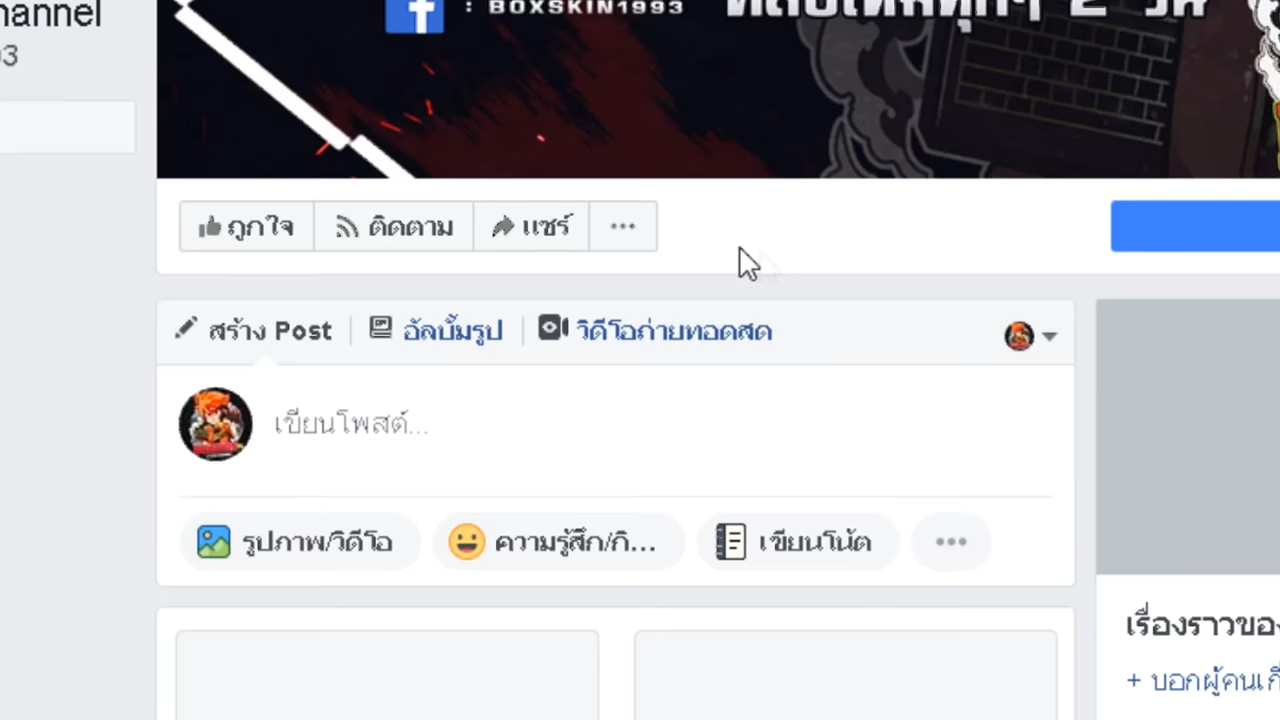 hannel
: BOXSKIN1993
ถูกใจ
ติดตาม
แชร์
สร้าง Post
อัลบั้มรูป
วิดีโอถ่ายทอดสด
เขียนโพสต์...
รูปภาพ/วิดีโอ
ความรู้สึก/กิ...
เขียนโน้ต
เรื่องราวของ
+ บอกผู้คนเกี่